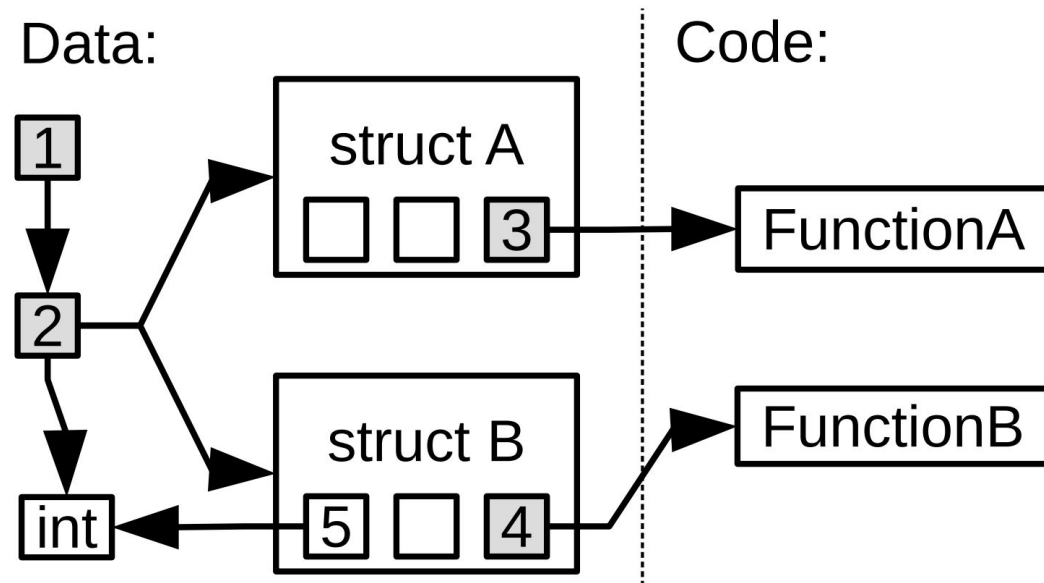 Data:
Code:
1
struct A
3
FunctionA
2
struct B
FunctionB
5
4
int